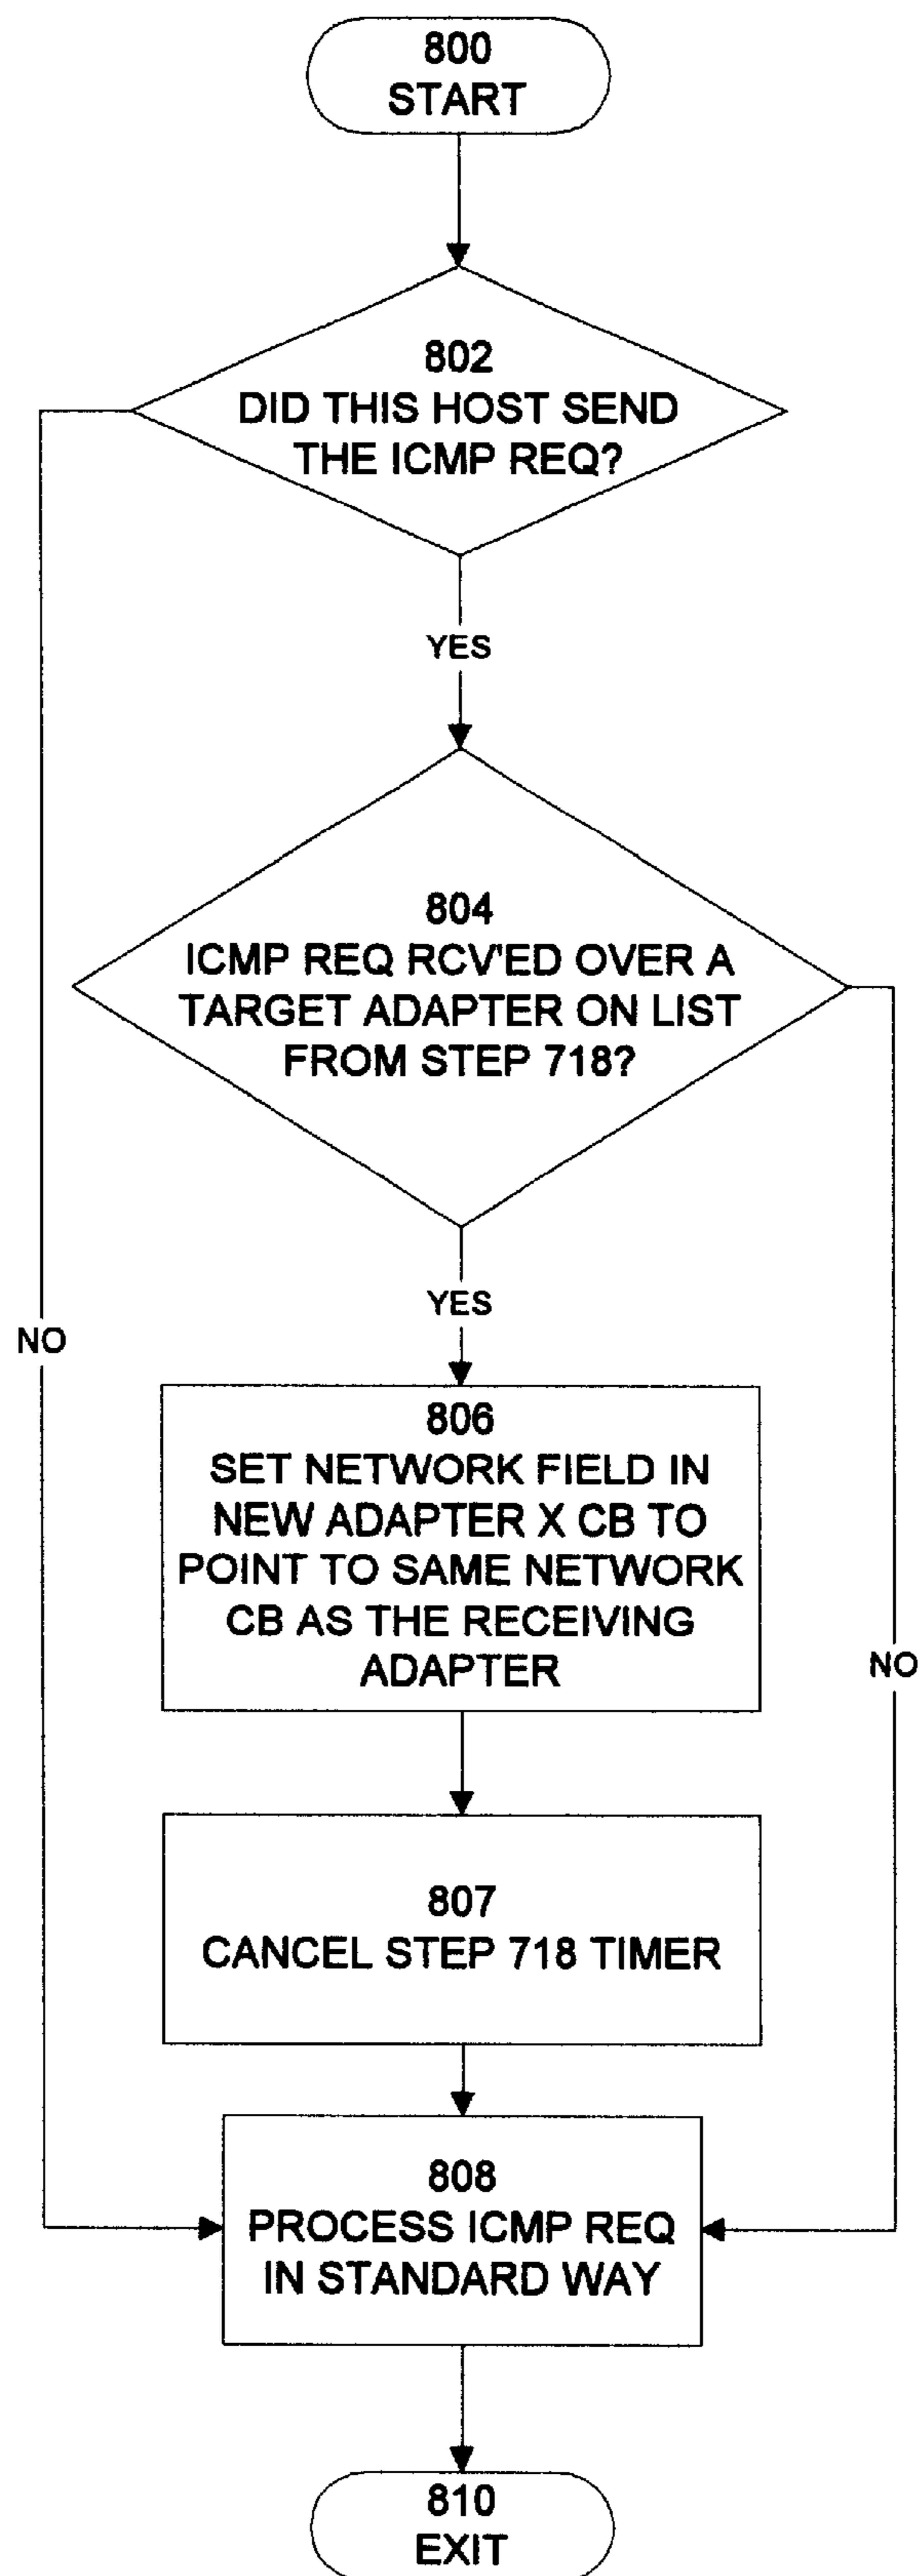 800
START
802
DID THIS HOST SEND
THE ICMP REQ?
YES
804
ICMP REQ RCV'ED OVER A
TARGET ADAPTER ON LIST
FROM STEP 718?
YES
NO
806
SET NETWORK FIELD IN
NEW ADAPTER X CB TO
POINT TO SAME NETWORK
CB AS THE RECEIVING
ADAPTER
NO
807
CANCEL STEP 718 TIMER
808
PROCESS ICMP REQ
IN STANDARD WAY
810
EXIT